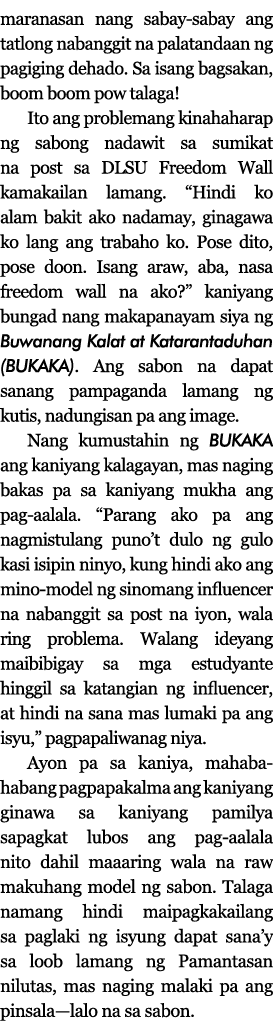 maranasan nang sabay-sabay ang
tatlong nabanggit na palatandaan ng
pagiging dehado. Sa isang bagsakan,
boom boom pow talaga!
Ito ang problemang kinahaharap
ng sabong nadawit sa sumikat
na post sa DLSU Freedom Wall
kamakailan lamang. “Hindi ko
alam bakit ako nadamay, ginagawa
ko lang ang trabaho ko. Pose dito,
pose doon. Isang araw, aba, nasa
freedom wall na ako?” kaniyang
bungad nang makapanayam siya ng
Buwanang Kalat at Katarantaduhan
(BUKAKA). Ang sabon na dapat
sanang pampaganda lamang ng
kutis, nadungisan pa ang image.
Nang kumustahin ng BUKAKA
ang kaniyang kalagayan, mas naging
bakas pa sa kaniyang mukha ang
pag-aalala. “Parang ako pa ang
nagmistulang puno’t dulo ng gulo
kasi isipin ninyo, kung hindi ako ang
mino-model ng sinomang influencer
na nabanggit sa post na iyon, wala
ring problema. Walang ideyang
maibibigay sa mga estudyante
hinggil sa katangian ng influencer,
at hindi na sana mas lumaki pa ang
isyu,” pagpapaliwanag niya.
Ayon pa sa kaniya, mahaba-
habang pagpapakalma ang kaniyang
ginawa sa kaniyang pamilya
sapagkat lubos ang pag-aalala
nito dahil maaaring wala na raw
makuhang model ng sabon. Talaga
namang hindi maipagkakailang
sa paglaki ng isyung dapat sana’y
sa loob lamang ng Pamantasan
nilutas, mas naging malaki pa ang
pinsala—lalo na sa sabon.